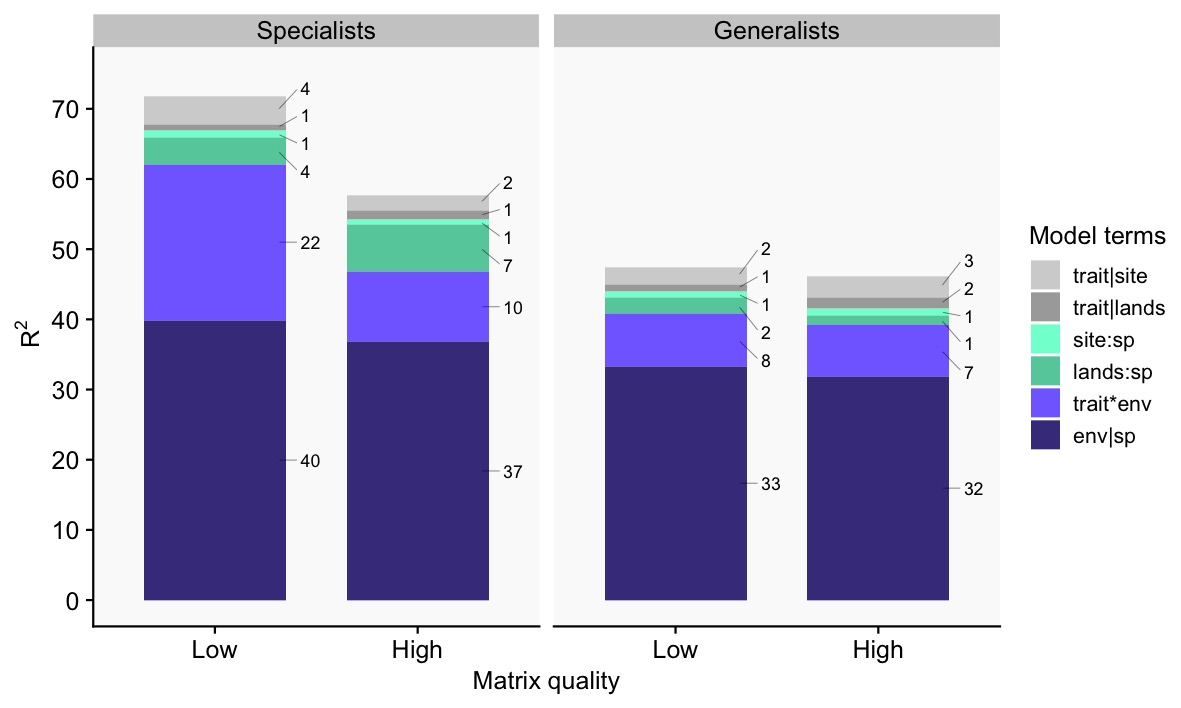 Specialists
Generalists
R²
70
60
50
40
30
20
10
0
4
1
1
4
22
40
2
1
1
7
10
37
2
1
1
2
8
33
3
2
1
1
7
32
Low
High
Low
High
Matrix quality
Model terms
trait|site
trait|lands
site:sp
lands:sp
trait*env
env|sp